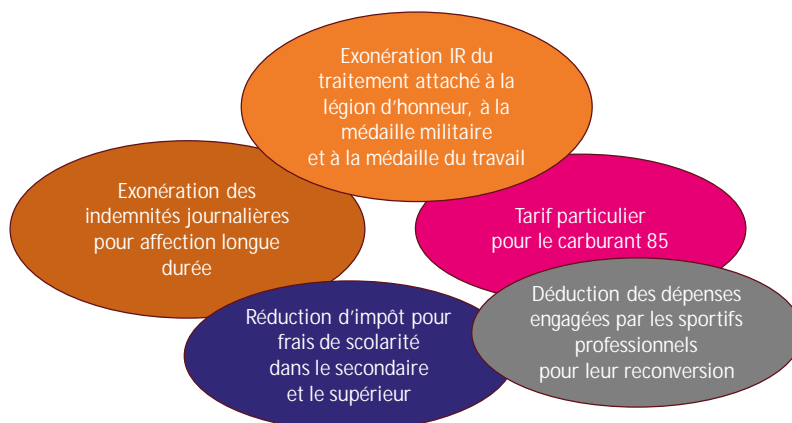 Exonération IR du
traitement attaché à la
légion d'honneur, à la
médaille militaire
et à la médaille du travail
Exonération des
indemnités journalières
pour affection longue
durée
Tarif particulier
pour le carburant 85
Réduction d'impôt pour
frais de scolarité
dans le secondaire
et le supérieur
Déduction des dépenses
engagées par les sportifs
professionnels
pour leur reconversion